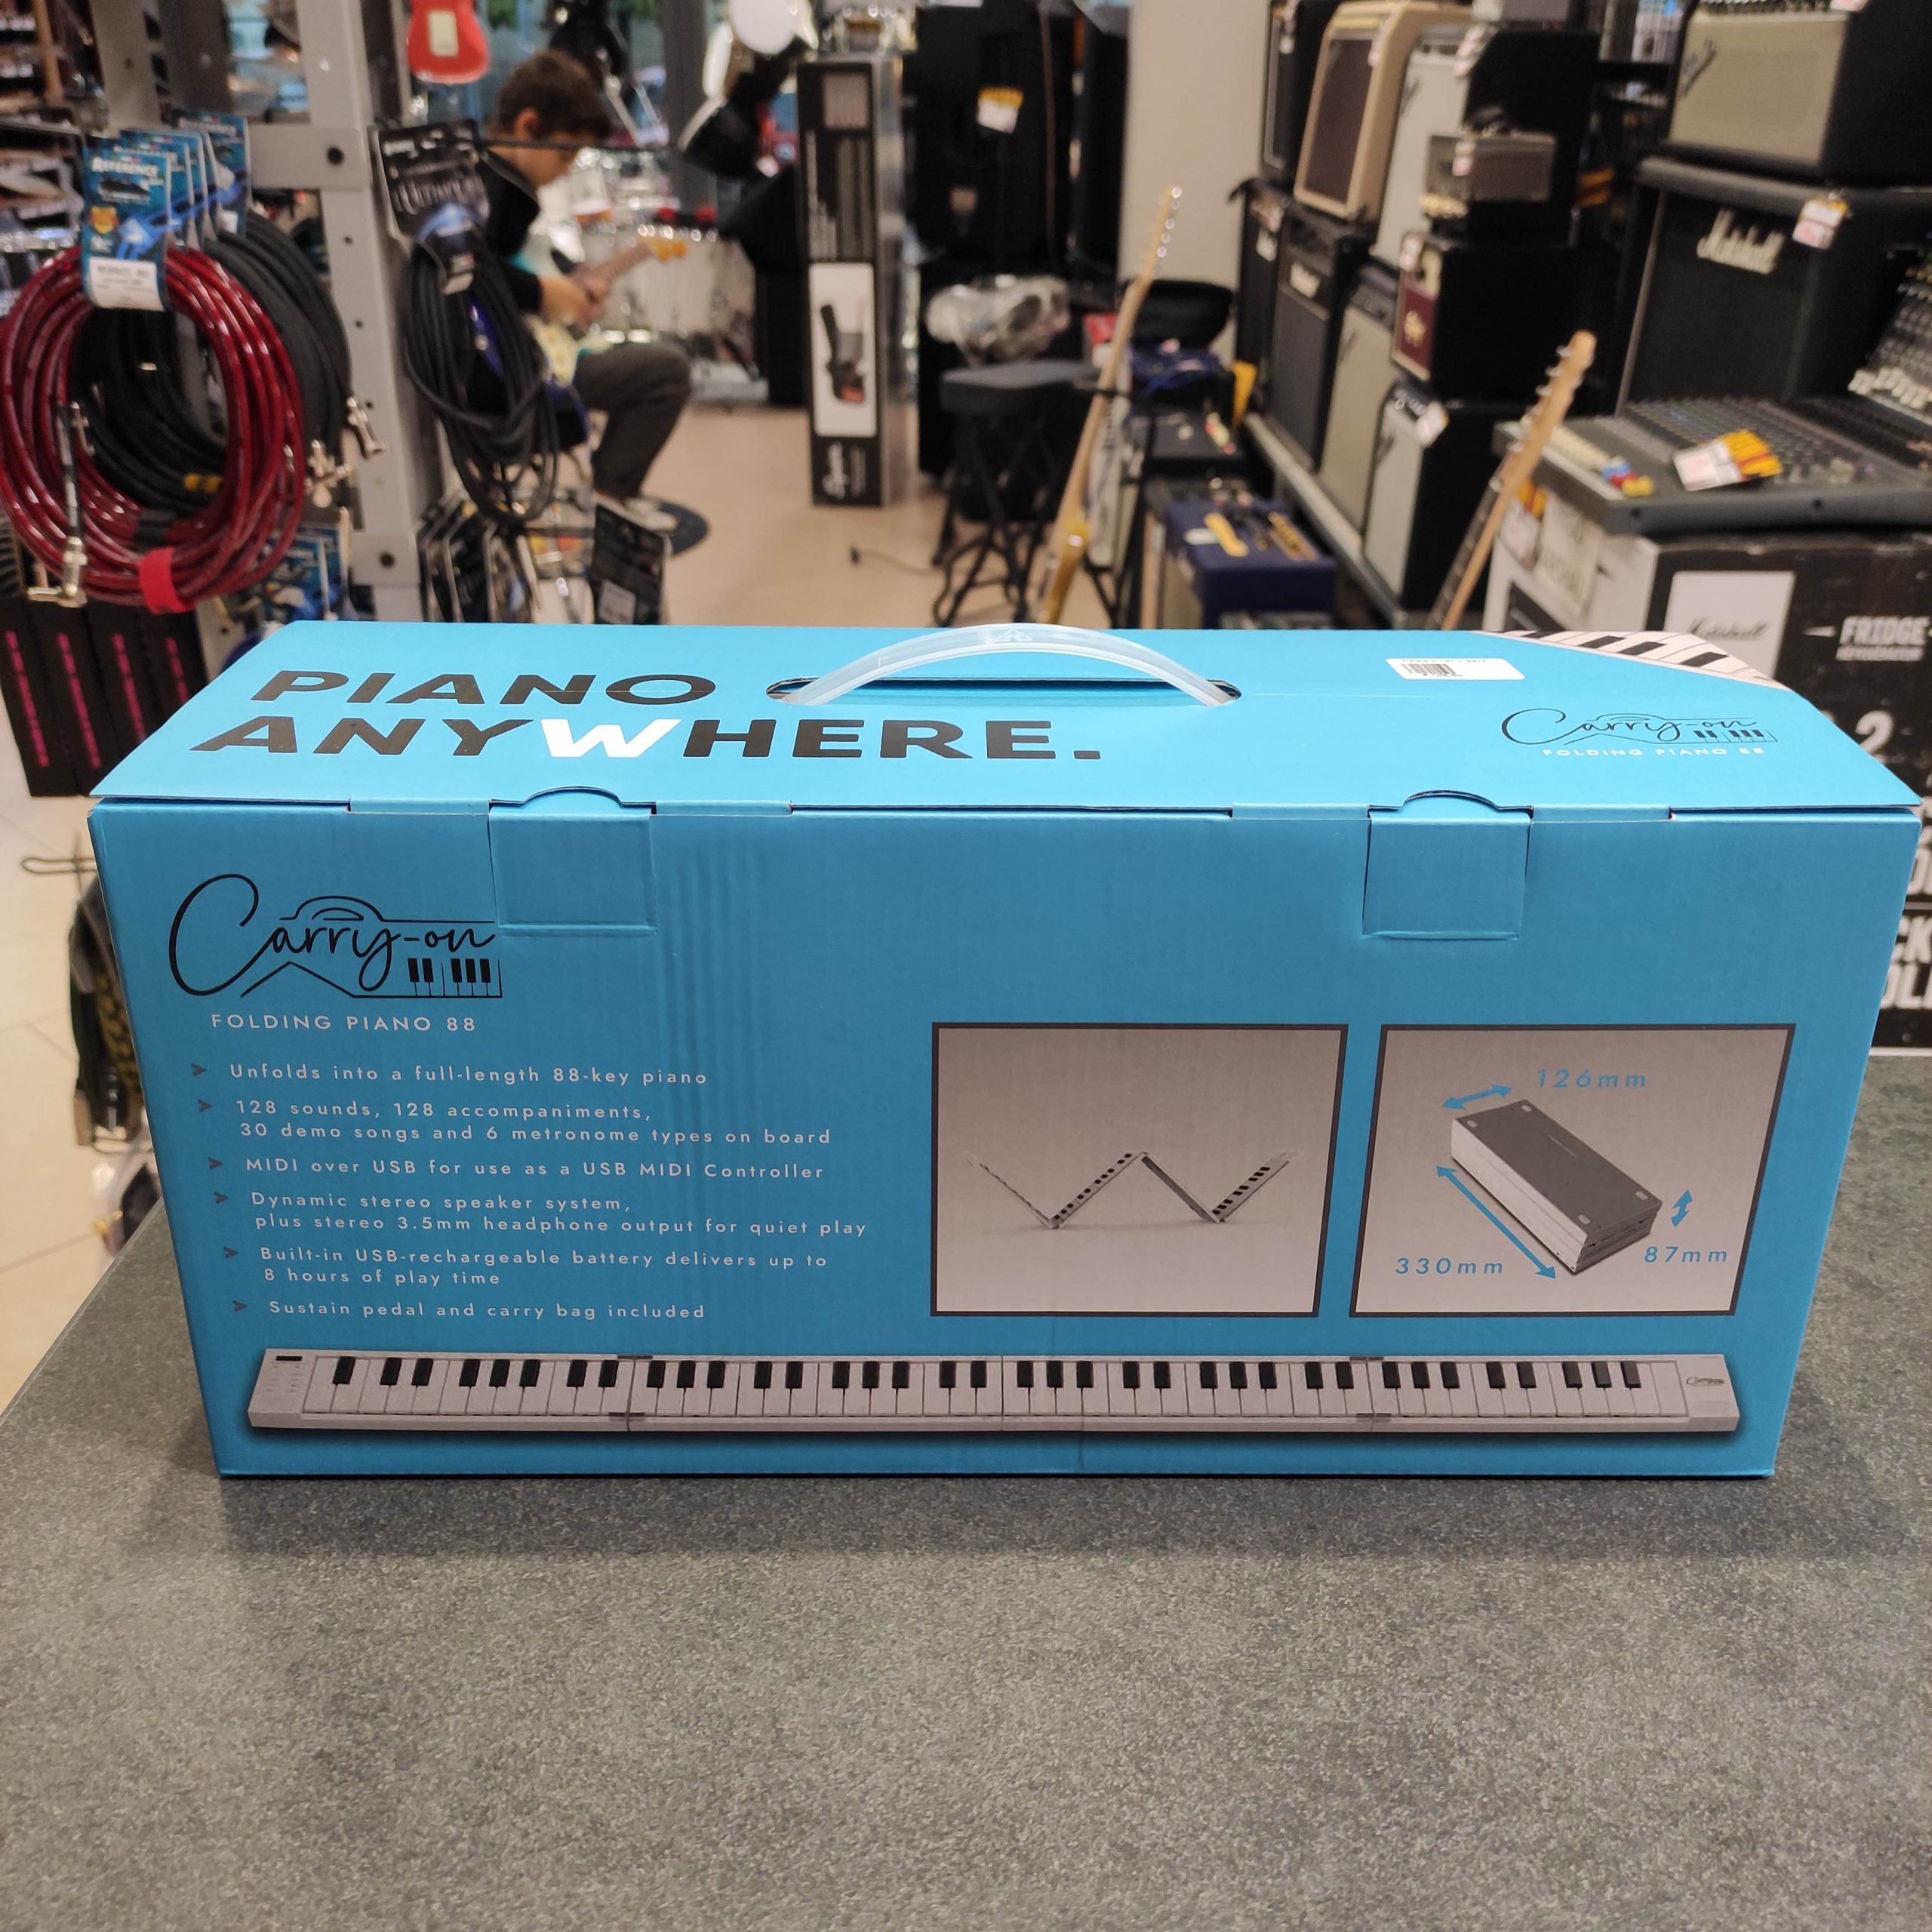 REFERENCE
Marshall
Marshall
FRIDGE
2
PIANO
ANYWHERE.
Carry-on
FOLDING PIANO 88
Carry-on
FOLDING PIANO 88
Unfolds into a full-length 88-key piano
128 sounds, 128 accompaniments,
30 demo songs and 6 metronome types on board
MIDI over USB for use as a USB MIDI Controller
Dynamic stereo speaker system,
plus stereo 3.5mm headphone output for quiet play
Built-in USB-rechargeable battery delivers up to
8 hours of play time
Sustain pedal and carry bag included
126mm
330mm
87mm